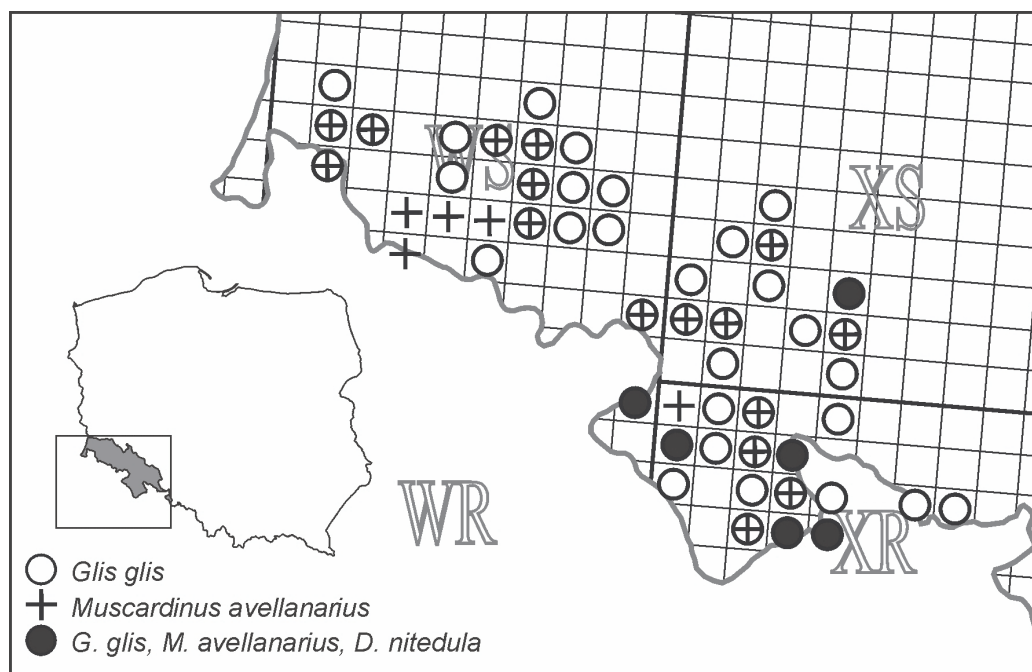 WS
XS
WR
XR
Glis glis
Muscardinus avellanarius
G. glis, M. avellanarius, D. nitedula